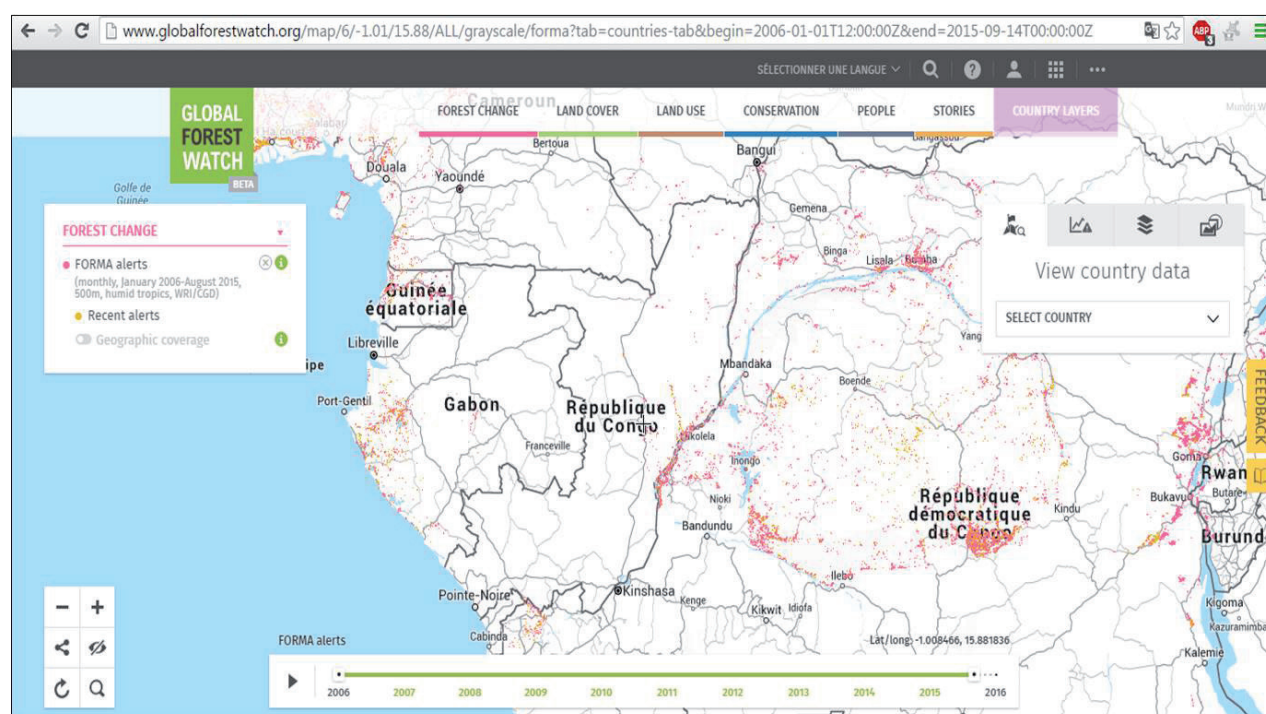 www.globalforestwatch.org/map/6/-1.01/15.88/ALL/grayscale/forma?tab=countries-tab&begin=2006-01-01T12:00:00Z&end=2015-09-14T00:00:00Z
ABP
3
SÉLECTIONNER UNE LANGUE
GLOBAL
FOREST
WATCH
BETA
FOREST CHANGE
LAND COVER
LAND USE
CONSERVATION
PEOPLE
STORIES
COUNTRY LAYERS
Cameroun
Bertoua
Bangui
Douala
Yaoundé
Golfe de
Guinée
FOREST CHANGE
FORMA alerts
(monthly, January 2006-August 2015,
500m, humid tropics, WRI/CGD)
Recent alerts
Geographic coverage
Gemena
Binga
Lisala
Bumba
View country data
SELECT COUNTRY
Guinée
équatoriale
Libreville
ipe
Yang
Mbandaka
Boende
Port-Gentil
Gabon
République
du Congo
Franceville
Inongo
Nioki
Bandundu
République
démocratique
du Congo
Kindu
Goma
Rwan
Bukavu
Butare
Burund
FEEDBACK
Ilebo
Pointe-Noire
Kinshasa
Kenge
Kikwit
Idiofa
Cabinda
Kigoma
Kazuramimba
Kalemie
Lat/long: -1.008466, 15.881836
FORMA alerts
2006 2007 2008 2009 2010 2011 2012 2013 2014 2015 2016